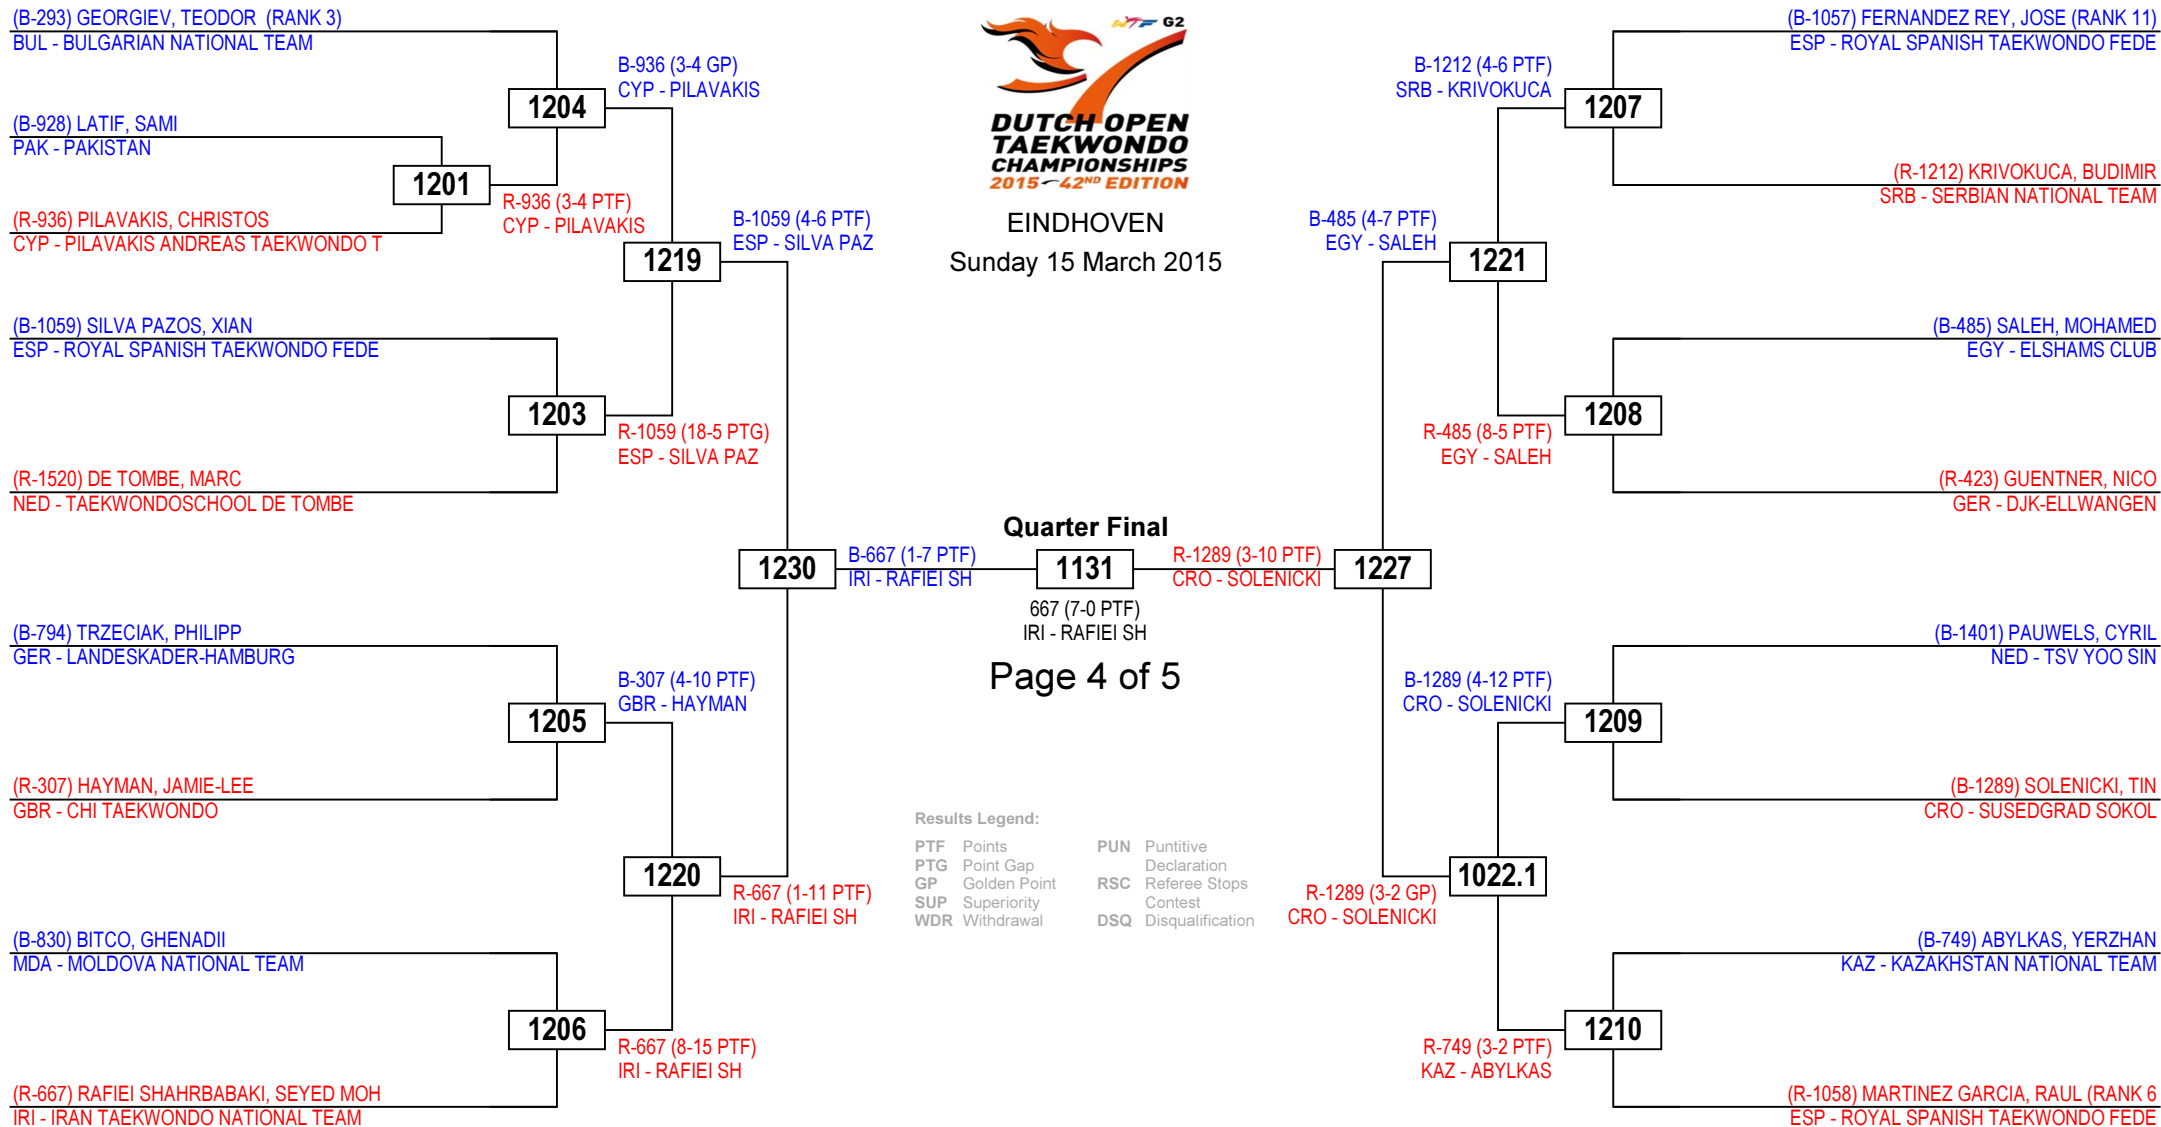 (B-293) GEORGIEV, TEODOR  (RANK 3)
BUL - BULGARIAN NATIONAL TEAM
(B-928) LATIF, SAMI
PAK - PAKISTAN
(R-936) PILAVAKIS, CHRISTOS
CYP - PILAVAKIS ANDREAS TAEKWONDO T
(B-1059) SILVA PAZOS, XIAN
ESP - ROYAL SPANISH TAEKWONDO FEDE
(R-1520) DE TOMBE, MARC
NED - TAEKWONDOSCHOOL DE TOMBE
(B-794) TRZECIAK, PHILIPP
GER - LANDESKADER-HAMBURG
(R-307) HAYMAN, JAMIE-LEE
GBR - CHI TAEKWONDO
(B-830) BITCO, GHENADII
MDA - MOLDOVA NATIONAL TEAM
(R-667) RAFIEI SHAHRBABAKI, SEYED MOH
IRI - IRAN TAEKWONDO NATIONAL TEAM
1201
R-936 (3-4 PTF)
CYP - PILAVAKIS
1204
B-936 (3-4 GP)
CYP - PILAVAKIS
1203
R-1059 (18-5 PTG)
ESP - SILVA PAZ
1205
B-307 (4-10 PTF)
GBR - HAYMAN
1206
R-667 (8-15 PTF)
IRI - RAFIEI SH
1219
B-1059 (4-6 PTF)
ESP - SILVA PAZ
1220
R-667 (1-11 PTF)
IRI - RAFIEI SH
1230
B-667 (1-7 PTF)
IRI - RAFIEI SH
WTF G2
DUTCH OPEN
TAEKWONDO
CHAMPIONSHIPS
2015 42ND EDITION
EINDHOVEN
Sunday 15 March 2015
Quarter Final
1131
667 (7-0 PTF)
IRI - RAFIEI SH
Page 4 of 5
Results Legend:
PTF Points
PTG Point Gap
GP Golden Point
SUP Superiority
WDR Withdrawal
PUN Puntitive
Declaration
RSC Referee Stops
Contest
DSQ Disqualification
R-1289 (3-10 PTF)
CRO - SOLENICKI
1227
B-485 (4-7 PTF)
EGY - SALEH
1221
R-1289 (3-2 GP)
CRO - SOLENICKI
1022.1
B-1212 (4-6 PTF)
SRB - KRIVOKUCA
1207
R-485 (8-5 PTF)
EGY - SALEH
1208
B-1289 (4-12 PTF)
CRO - SOLENICKI
1209
R-749 (3-2 PTF)
KAZ - ABYLKAS
1210
(B-1057) FERNANDEZ REY, JOSE (RANK 11)
ESP - ROYAL SPANISH TAEKWONDO FEDE
(R-1212) KRIVOKUCA, BUDIMIR
SRB - SERBIAN NATIONAL TEAM
(B-485) SALEH, MOHAMED
EGY - ELSHAMS CLUB
(R-423) GUENTNER, NICO
GER - DJK-ELLWANGEN
(B-1401) PAUWELS, CYRIL
NED - TSV YOO SIN
(B-1289) SOLENICKI, TIN
CRO - SUSEDGRAD SOKOL
(B-749) ABYLKAS, YERZHAN
KAZ - KAZAKHSTAN NATIONAL TEAM
(R-1058) MARTINEZ GARCIA, RAUL (RANK 6
ESP - ROYAL SPANISH TAEKWONDO FEDE